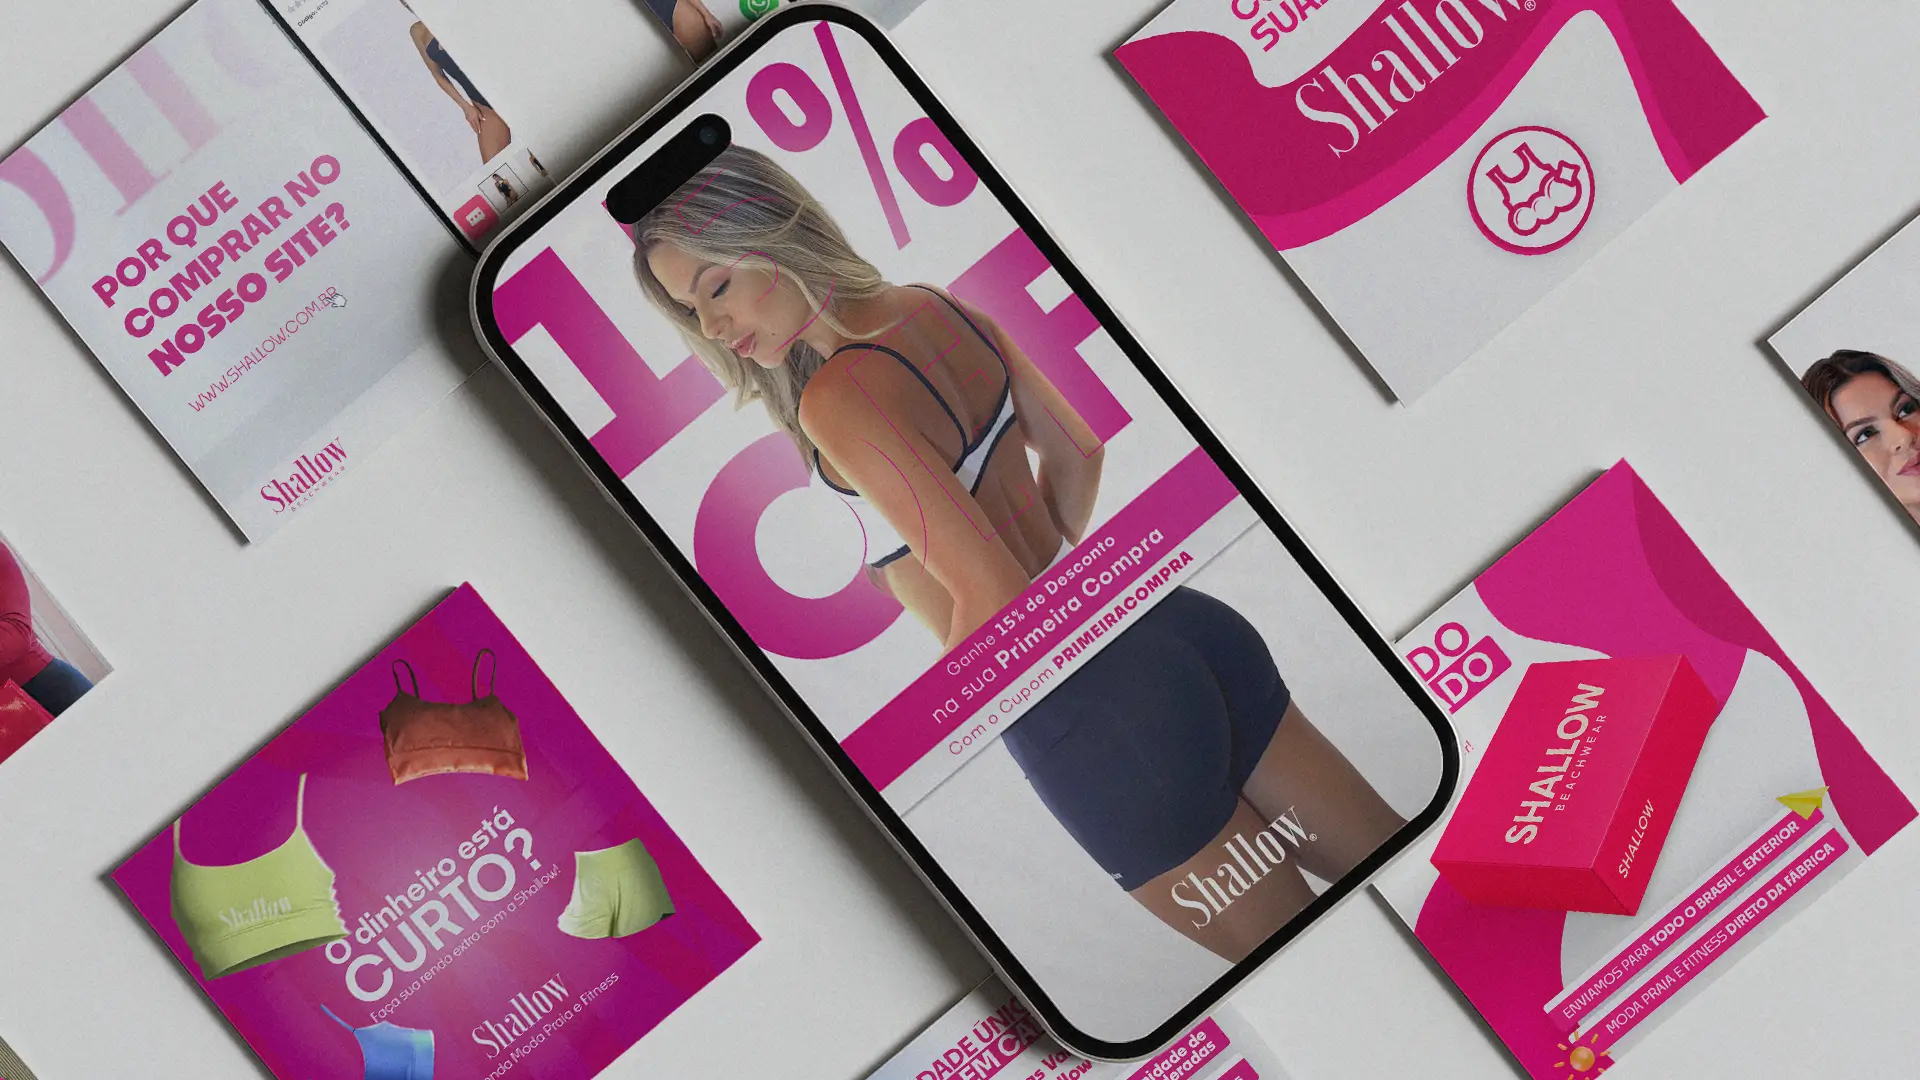 POR QUE
COMPRAR NO
NOSSO SITE?
WWW.SHALLOW.COM.BR
Shallow
BEACHWEAR
%
OFF
Ganhe 15% de Desconto
na sua Primeira Compra
Com o Cupom PRIMEIRACOMPRA
Shallow®
Shallow®
Shallow
O dinheiro está
CURTO?
Faça sua renda extra com a Shallow!
Shallow
Moda Praia e Fitness
SHALLOW
BEACHWEAR
SHALLOW
ENVIAMOS PARA TODO O BRASIL E EXTERIOR
MODA PRAIA E FITNESS DIRETO DA FÁBRICA